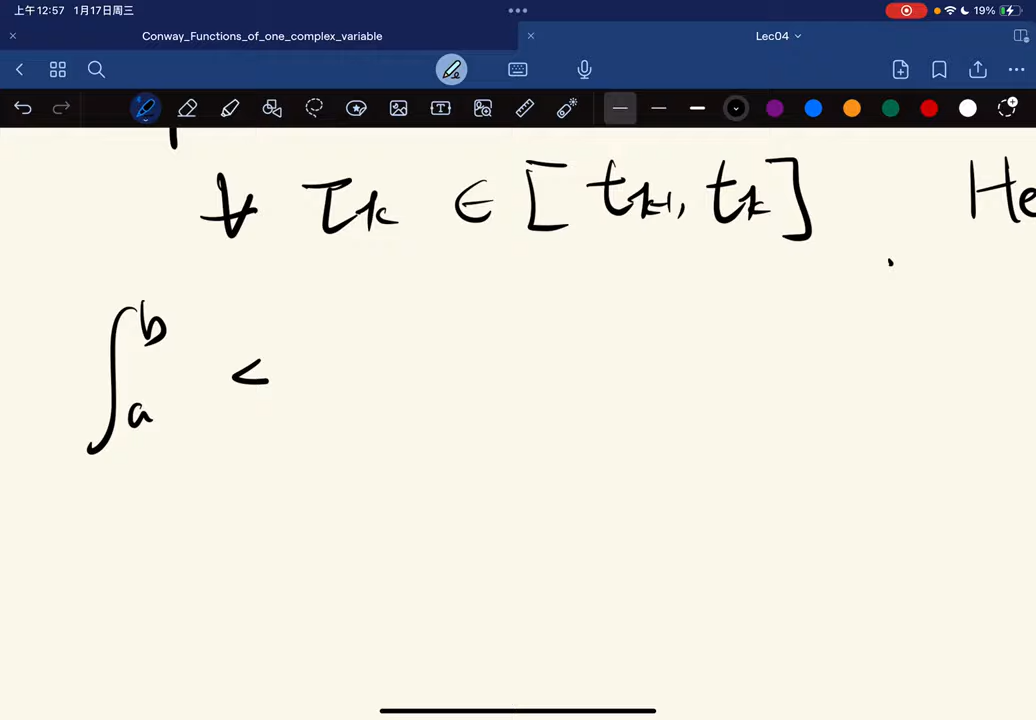 上午12:57 1月17日周三 19%
Conway_Functions_of_one_complex_variable Lec04
∀ τk ∈ [tk-1, tk] He
∫ab <